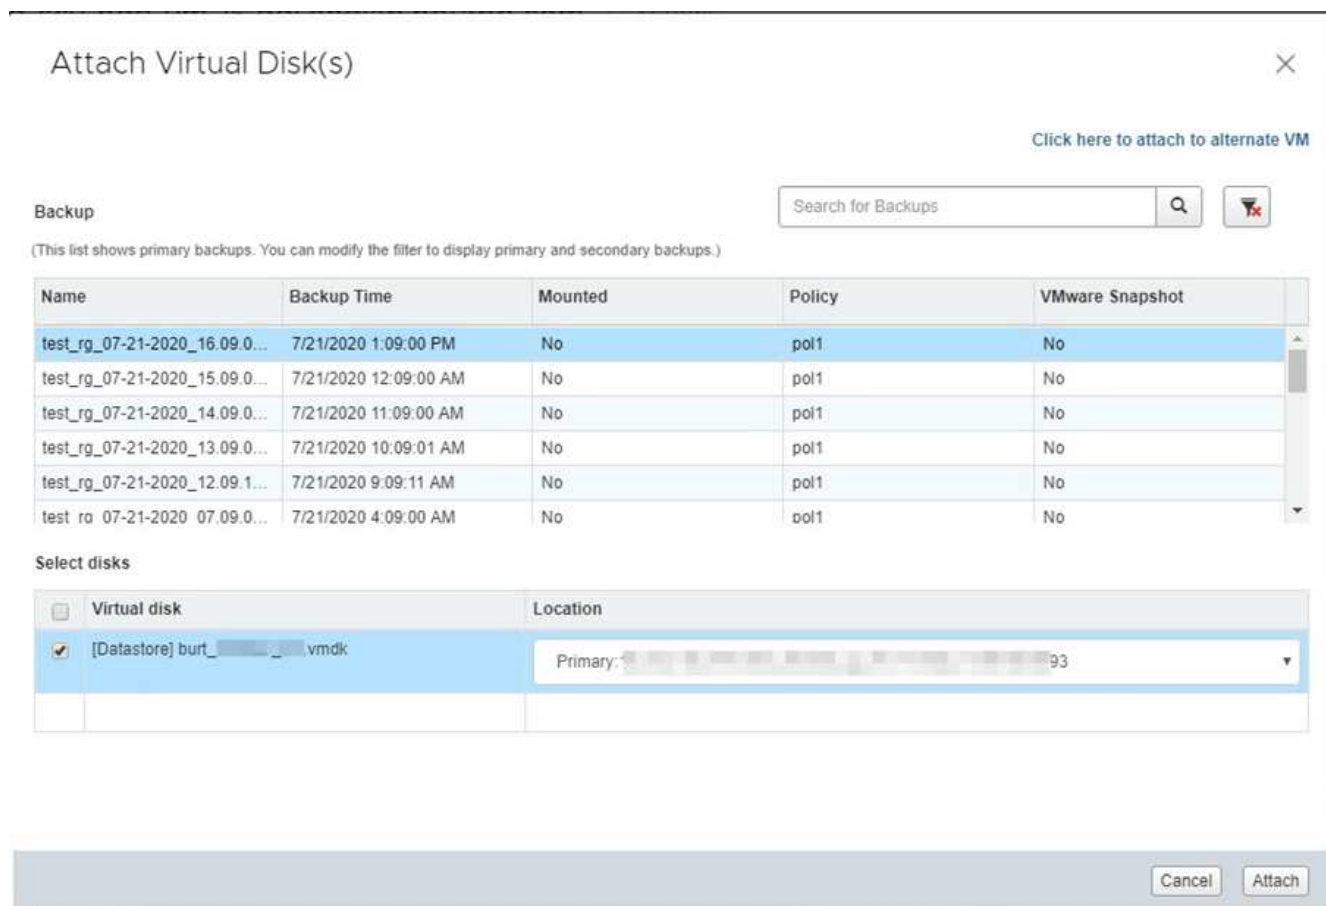 Attach Virtual Disk(s)
Click here to attach to alternate VM
Backup
Search for Backups
(This list shows primary backups. You can modify the filter to display primary and secondary backups.)
Name Backup Time Mounted Policy VMware Snapshot
test_rg_07-21-2020_16.09.0... 7/21/2020 1:09:00 PM No pol1 No
test_rg_07-21-2020_15.09.0... 7/21/2020 12:09:00 AM No pol1 No
test_rg_07-21-2020_14.09.0... 7/21/2020 11:09:00 AM No pol1 No
test_rg_07-21-2020_13.09.0... 7/21/2020 10:09:01 AM No pol1 No
test_rg_07-21-2020_12.09.1... 7/21/2020 9:09:11 AM No pol1 No
test_rg_07-21-2020_07.09.0... 7/21/2020 4:09:00 AM No pol1 No
Select disks
Virtual disk Location
[Datastore] burt_ _ .vmdk Primary: 93
Cancel Attach